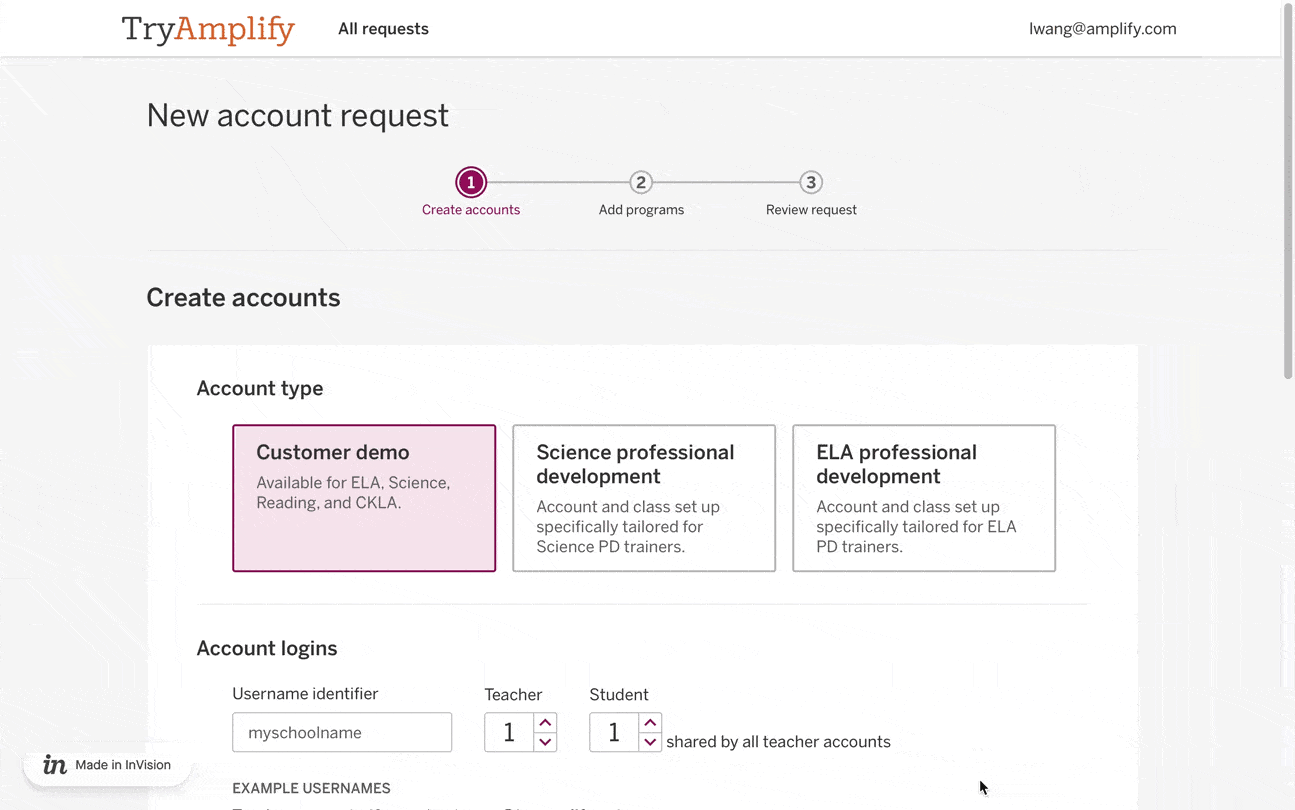 TryAmplify
All requests
lwang@amplify.com
New account request
1
2
3
Create accounts
Add programs
Review request
Create accounts
Account type
Customer demo
Available for ELA, Science,
Reading, and CKLA.
Science professional
development
Account and class set up
specifically tailored for
Science PD trainers.
ELA professional
development
Account and class set up
specifically tailored for ELA
PD trainers.
Account logins
Username identifier
Teacher
Student
myschoolname
1
1
shared by all teacher accounts
in Made in InVision
EXAMPLE USERNAMES